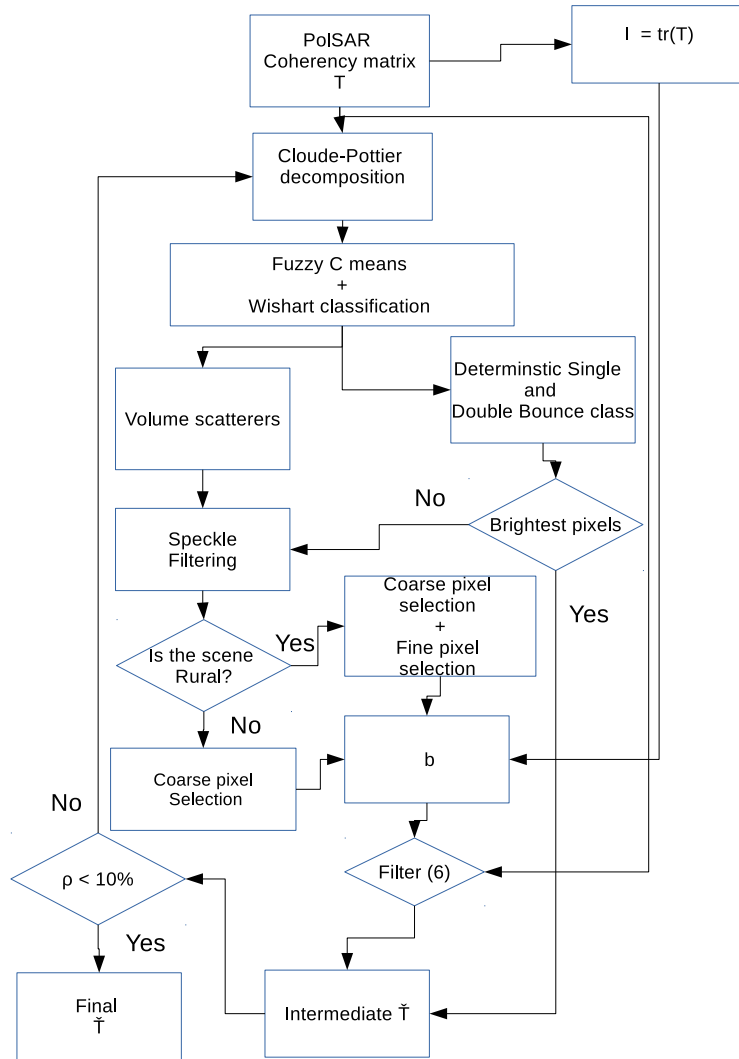 PolSAR
Coherency matrix
T
I  = tr(T)
Cloude-Pottier
decomposition
Fuzzy C means
+
Wishart classification
Volume scatterers
Determinstic Single
and
Double Bounce class
No
Brightest pixels
Speckle
Filtering
Yes
Coarse pixel
selection
+
Fine pixel
selection
Yes
Is the scene
Rural?
No
b
Coarse pixel
Selection
No
ρ < 10%
Filter (6)
Yes
Final
Ť
Intermediate Ť